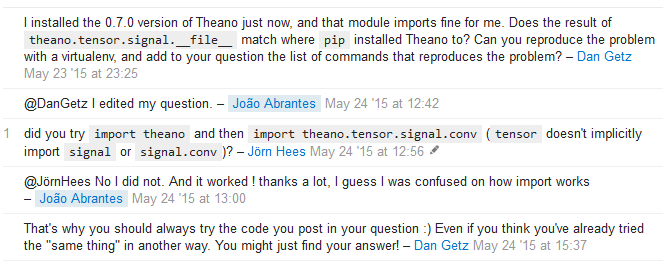 I installed the 0.7.0 version of Theano just now, and that module imports fine for me. Does the result of
theano.tensor.signal.__file__ match where pip installed Theano to? Can you reproduce the problem
with a virtualenv, and add to your question the list of commands that reproduces the problem? – Dan Getz
May 23 '15 at 23:25
@DanGetz I edited my question. – João Abrantes May 24 '15 at 12:42
1 did you try import theano and then import theano.tensor.signal.conv ( tensor doesn't implicitly
import signal or signal.conv )? – Jörn Hees May 24 '15 at 12:56
@JörnHees No I did not. And it worked ! thanks a lot, I guess I was confused on how import works
– João Abrantes May 24 '15 at 13:00
That's why you should always try the code you post in your question :) Even if you think you've already tried
the "same thing" in another way. You might just find your answer! – Dan Getz May 24 '15 at 15:37